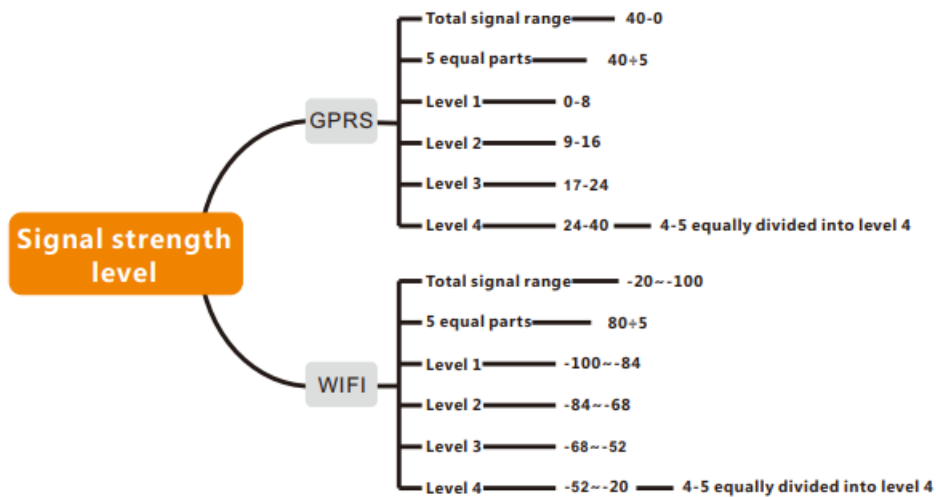 Signal strength
level
GPRS
Total signal range 40-0
5 equal parts 40÷5
Level 1 0-8
Level 2 9-16
Level 3 17-24
Level 4 24-40 4-5 equally divided into level 4
WIFI
Total signal range -20~-100
5 equal parts 80÷5
Level 1 -100~-84
Level 2 -84~-68
Level 3 -68~-52
Level 4 -52~-20 4-5 equally divided into level 4